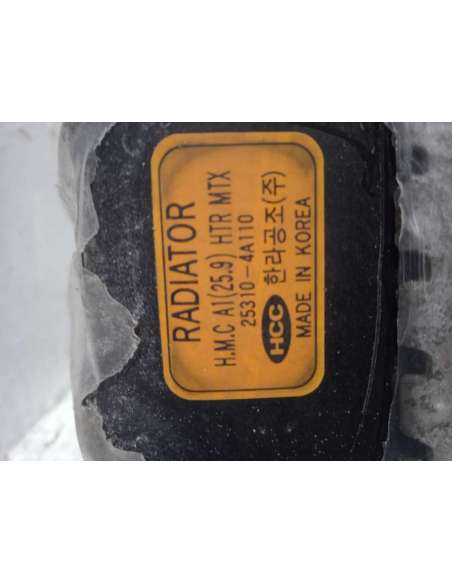 RADIATOR
H.M.C A1(25.9) HTR MTX
25310-4A110
HCC 한라공조(주)
MADE IN KOREA